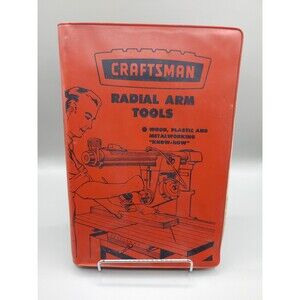 CRAFTSMAN
RADIAL ARM
TOOLS
WOOD, PLASTIC AND
METALWORKING
"KNOW-HOW"